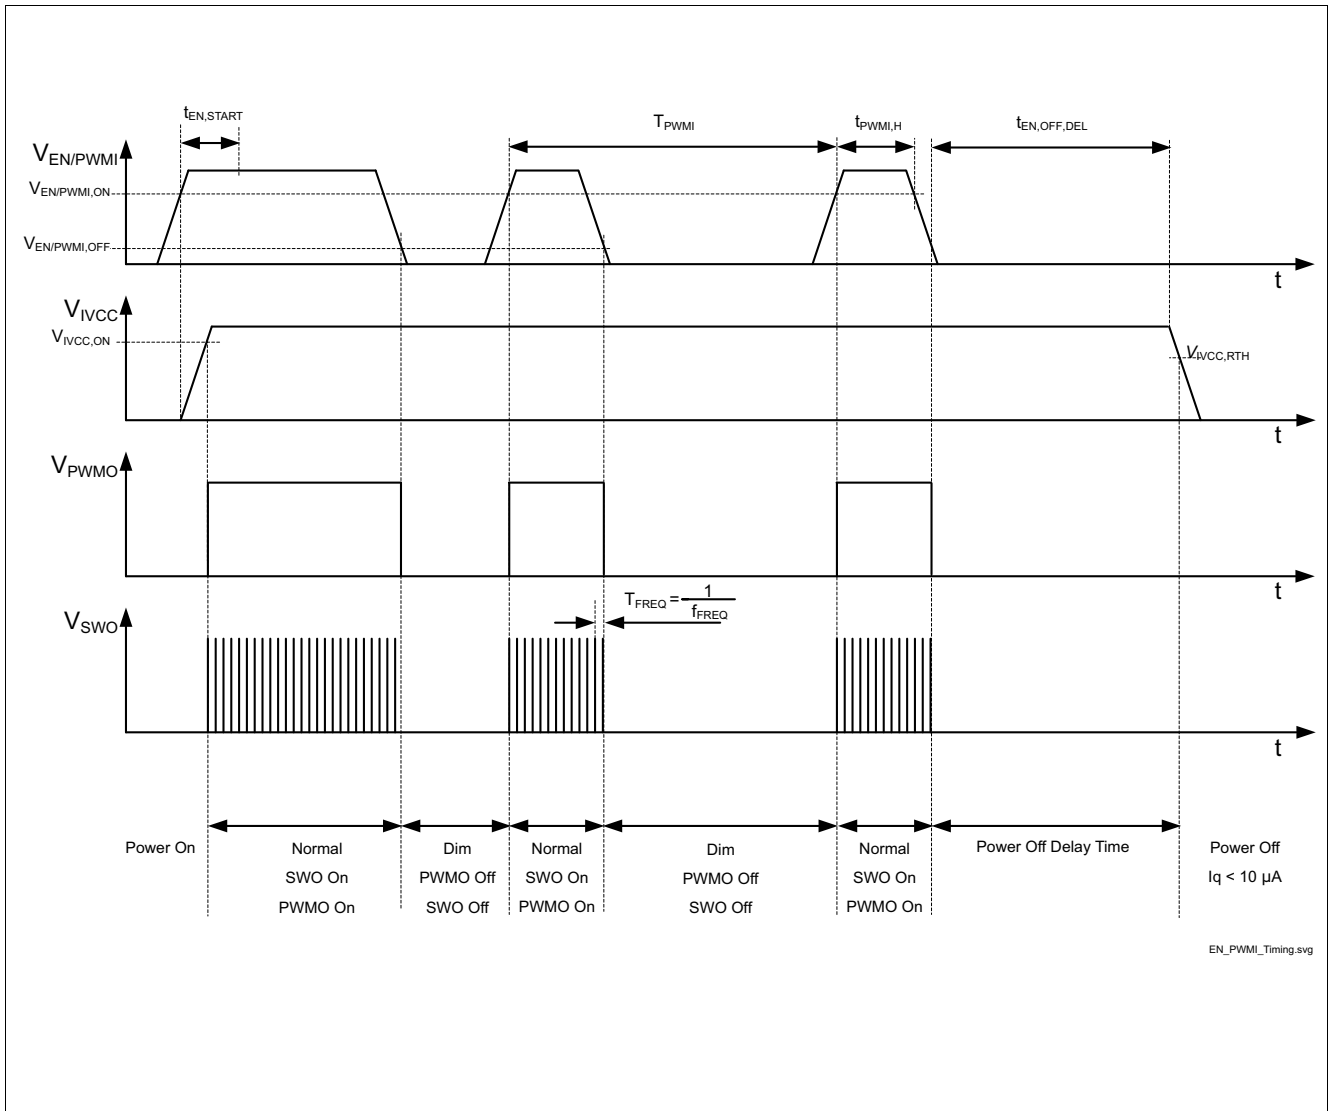 tEN,START
TPWMI
tPWMI,H
tEN,OFF,DEL
VEN/PWMI
VEN/PWMI,ON
VEN/PWMI,OFF
t
VIVCC
VIVCC,ON
VIVCC,RTH
t
VPWMO
t
TFREQ = 1
fFREQ
VSWO
t
Power On
Normal
SWO On
PWMO On
Dim
PWMO Off
SWO Off
Normal
SWO On
PWMO On
Dim
PWMO Off
SWO Off
Normal
SWO On
PWMO On
Power Off Delay Time
Power Off
Iq < 10 µA
EN_PWMI_Timing.svg